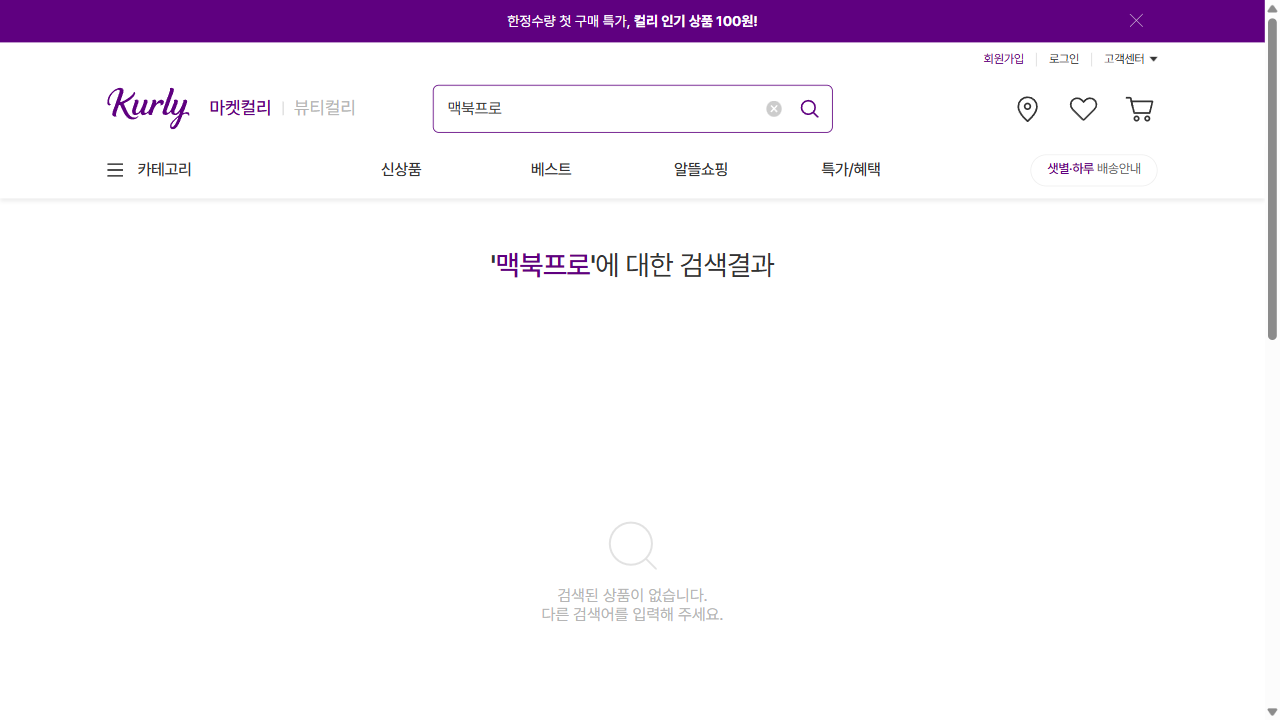 한정수량 첫 구매 특가, 컬리 인기 상품 100원!
회원가입 로그인 고객센터
Kurly 마켓컬리 뷰티컬리 맥북프로
카테고리 신상품 베스트 알뜰쇼핑 특가/혜택 샛별·하루 배송안내
'맥북프로'에 대한 검색결과
검색된 상품이 없습니다.
다른 검색어를 입력해 주세요.